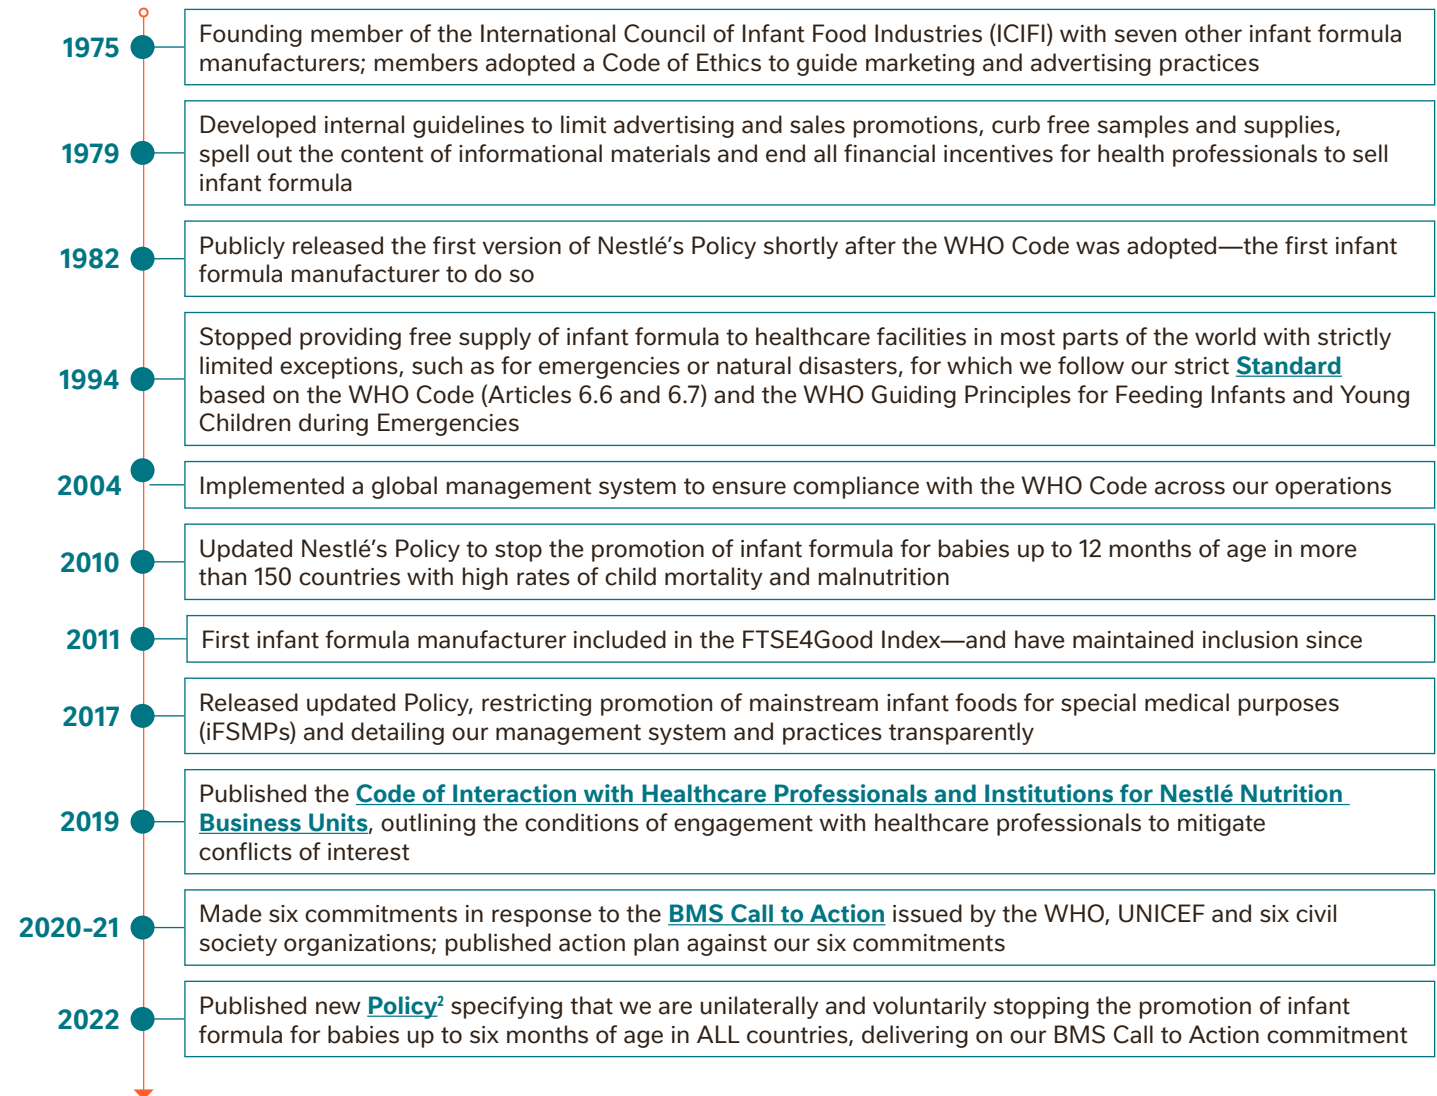 1975
Founding member of the International Council of Infant Food Industries (ICIFI) with seven other infant formula
manufacturers; members adopted a Code of Ethics to guide marketing and advertising practices
1979
Developed internal guidelines to limit advertising and sales promotions, curb free samples and supplies,
spell out the content of informational materials and end all financial incentives for health professionals to sell
infant formula
1982
Publicly released the first version of Nestlé’s Policy shortly after the WHO Code was adopted—the first infant
formula manufacturer to do so
1994
Stopped providing free supply of infant formula to healthcare facilities in most parts of the world with strictly
limited exceptions, such as for emergencies or natural disasters, for which we follow our strict Standard
based on the WHO Code (Articles 6.6 and 6.7) and the WHO Guiding Principles for Feeding Infants and Young
Children during Emergencies
2004
Implemented a global management system to ensure compliance with the WHO Code across our operations
2010
Updated Nestlé’s Policy to stop the promotion of infant formula for babies up to 12 months of age in more
than 150 countries with high rates of child mortality and malnutrition
2011
First infant formula manufacturer included in the FTSE4Good Index—and have maintained inclusion since
2017
Released updated Policy, restricting promotion of mainstream infant foods for special medical purposes
(iFSMPs) and detailing our management system and practices transparently
2019
Published the Code of Interaction with Healthcare Professionals and Institutions for Nestlé Nutrition
Business Units, outlining the conditions of engagement with healthcare professionals to mitigate
conflicts of interest
2020-21
Made six commitments in response to the BMS Call to Action issued by the WHO, UNICEF and six civil
society organizations; published action plan against our six commitments
2022
Published new Policy² specifying that we are unilaterally and voluntarily stopping the promotion of infant
formula for babies up to six months of age in ALL countries, delivering on our BMS Call to Action commitment